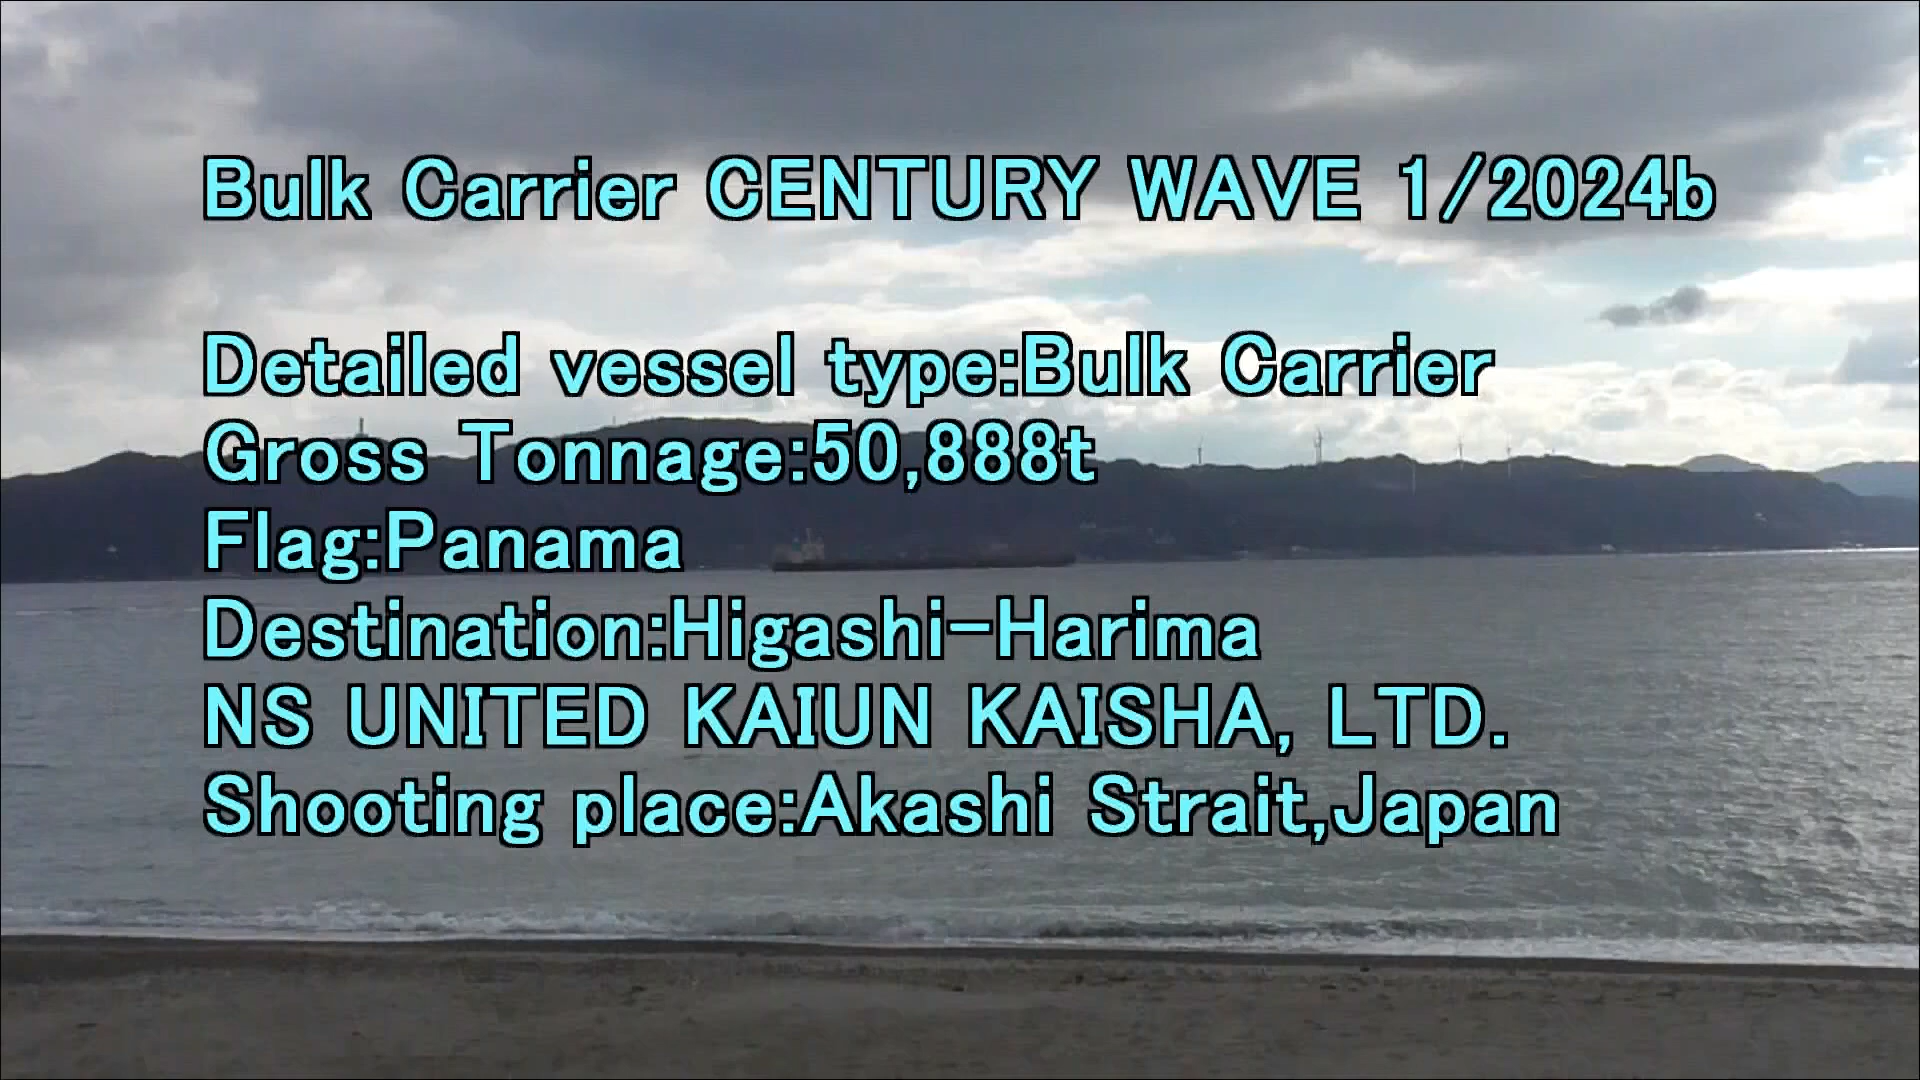 Bulk Carrier CENTURY WAVE 1/2024b
Detailed vessel type:Bulk Carrier
Gross Tonnage:50,888t
Flag:Panama
Destination:Higashi-Harima
NS UNITED KAIUN KAISHA, LTD.
Shooting place:Akashi Strait,Japan